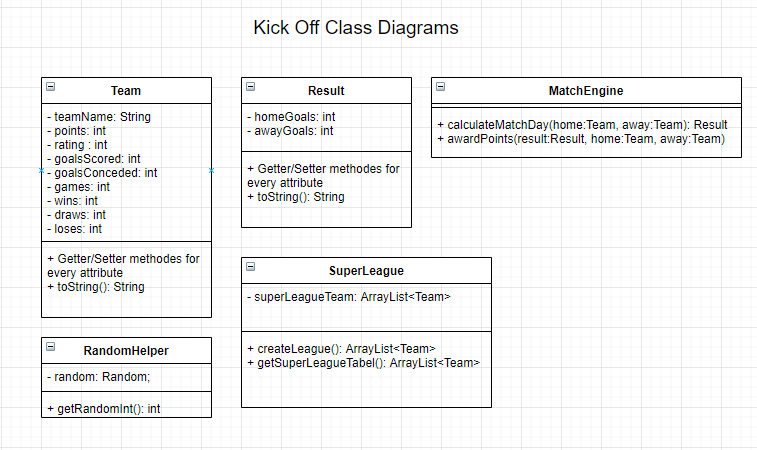 Kick Off Class Diagrams
Team
- teamName: String
- points: int
- rating : int
- goalsScored: int
- goalsConceded: int
- games: int
- wins: int
- draws: int
- loses: int
+ Getter/Setter methodes for
every attribute
+ toString(): String
Result
- homeGoals: int
- awayGoals: int
+ Getter/Setter methodes for
every attribute
+ toString(): String
MatchEngine
+ calculateMatchDay(home:Team, away:Team): Result
+ awardPoints(result:Result, home:Team, away:Team)
SuperLeague
- superLeagueTeam: ArrayList<Team>
+ createLeague(): ArrayList<Team>
+ getSuperLeagueTabel(): ArrayList<Team>
RandomHelper
- random: Random;
+ getRandomInt(): int